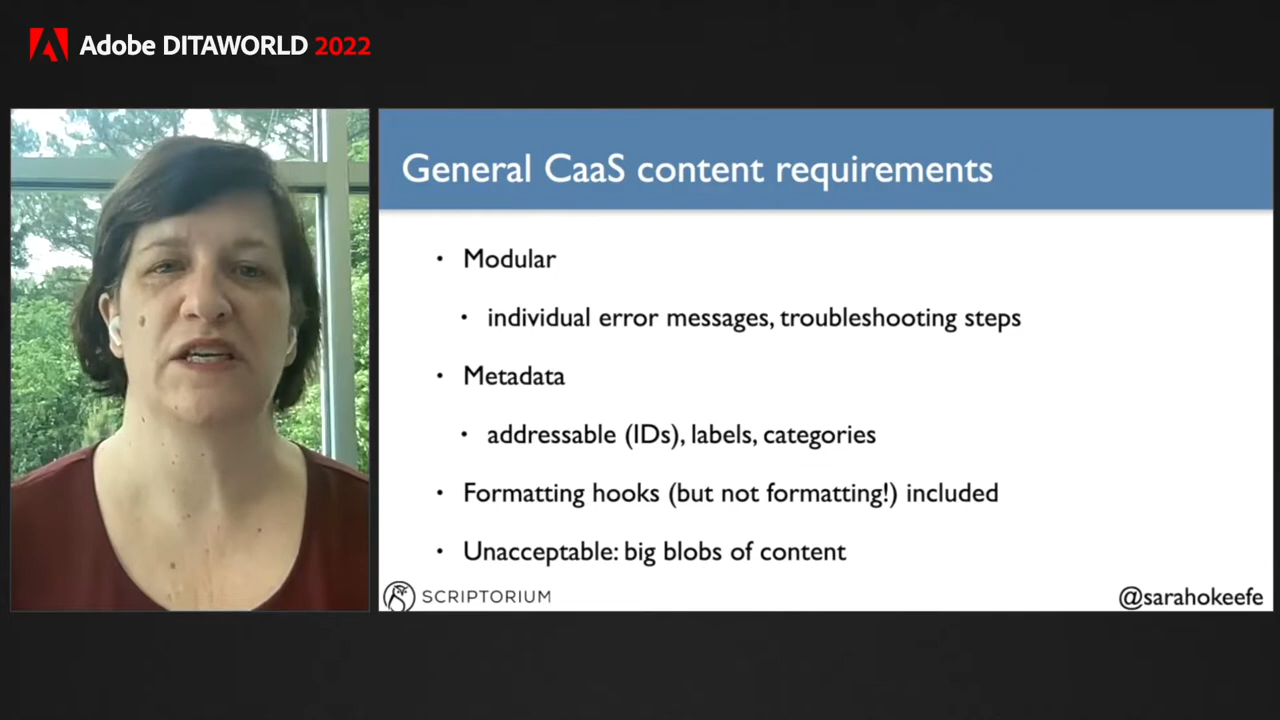 Adobe DITAWORLD 2022
General CaaS content requirements
• Modular
• individual error messages, troubleshooting steps
• Metadata
• addressable (IDs), labels, categories
• Formatting hooks (but not formatting!) included
• Unacceptable: big blobs of content
SCRIPTORIUM
@sarahokeefe